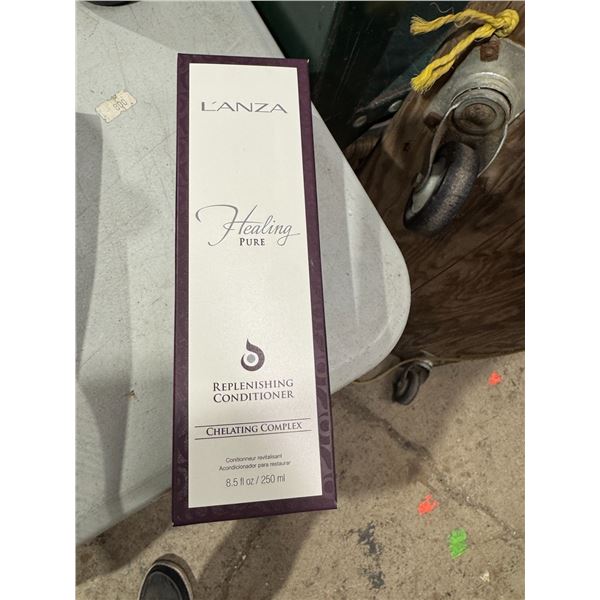 L'ANZA
Healing
PURE
REPLENISHING
CONDITIONER
CHELATING COMPLEX
Conditionneur revitalisant
Acondicionador para restaurar
8.5 fl oz / 250 ml